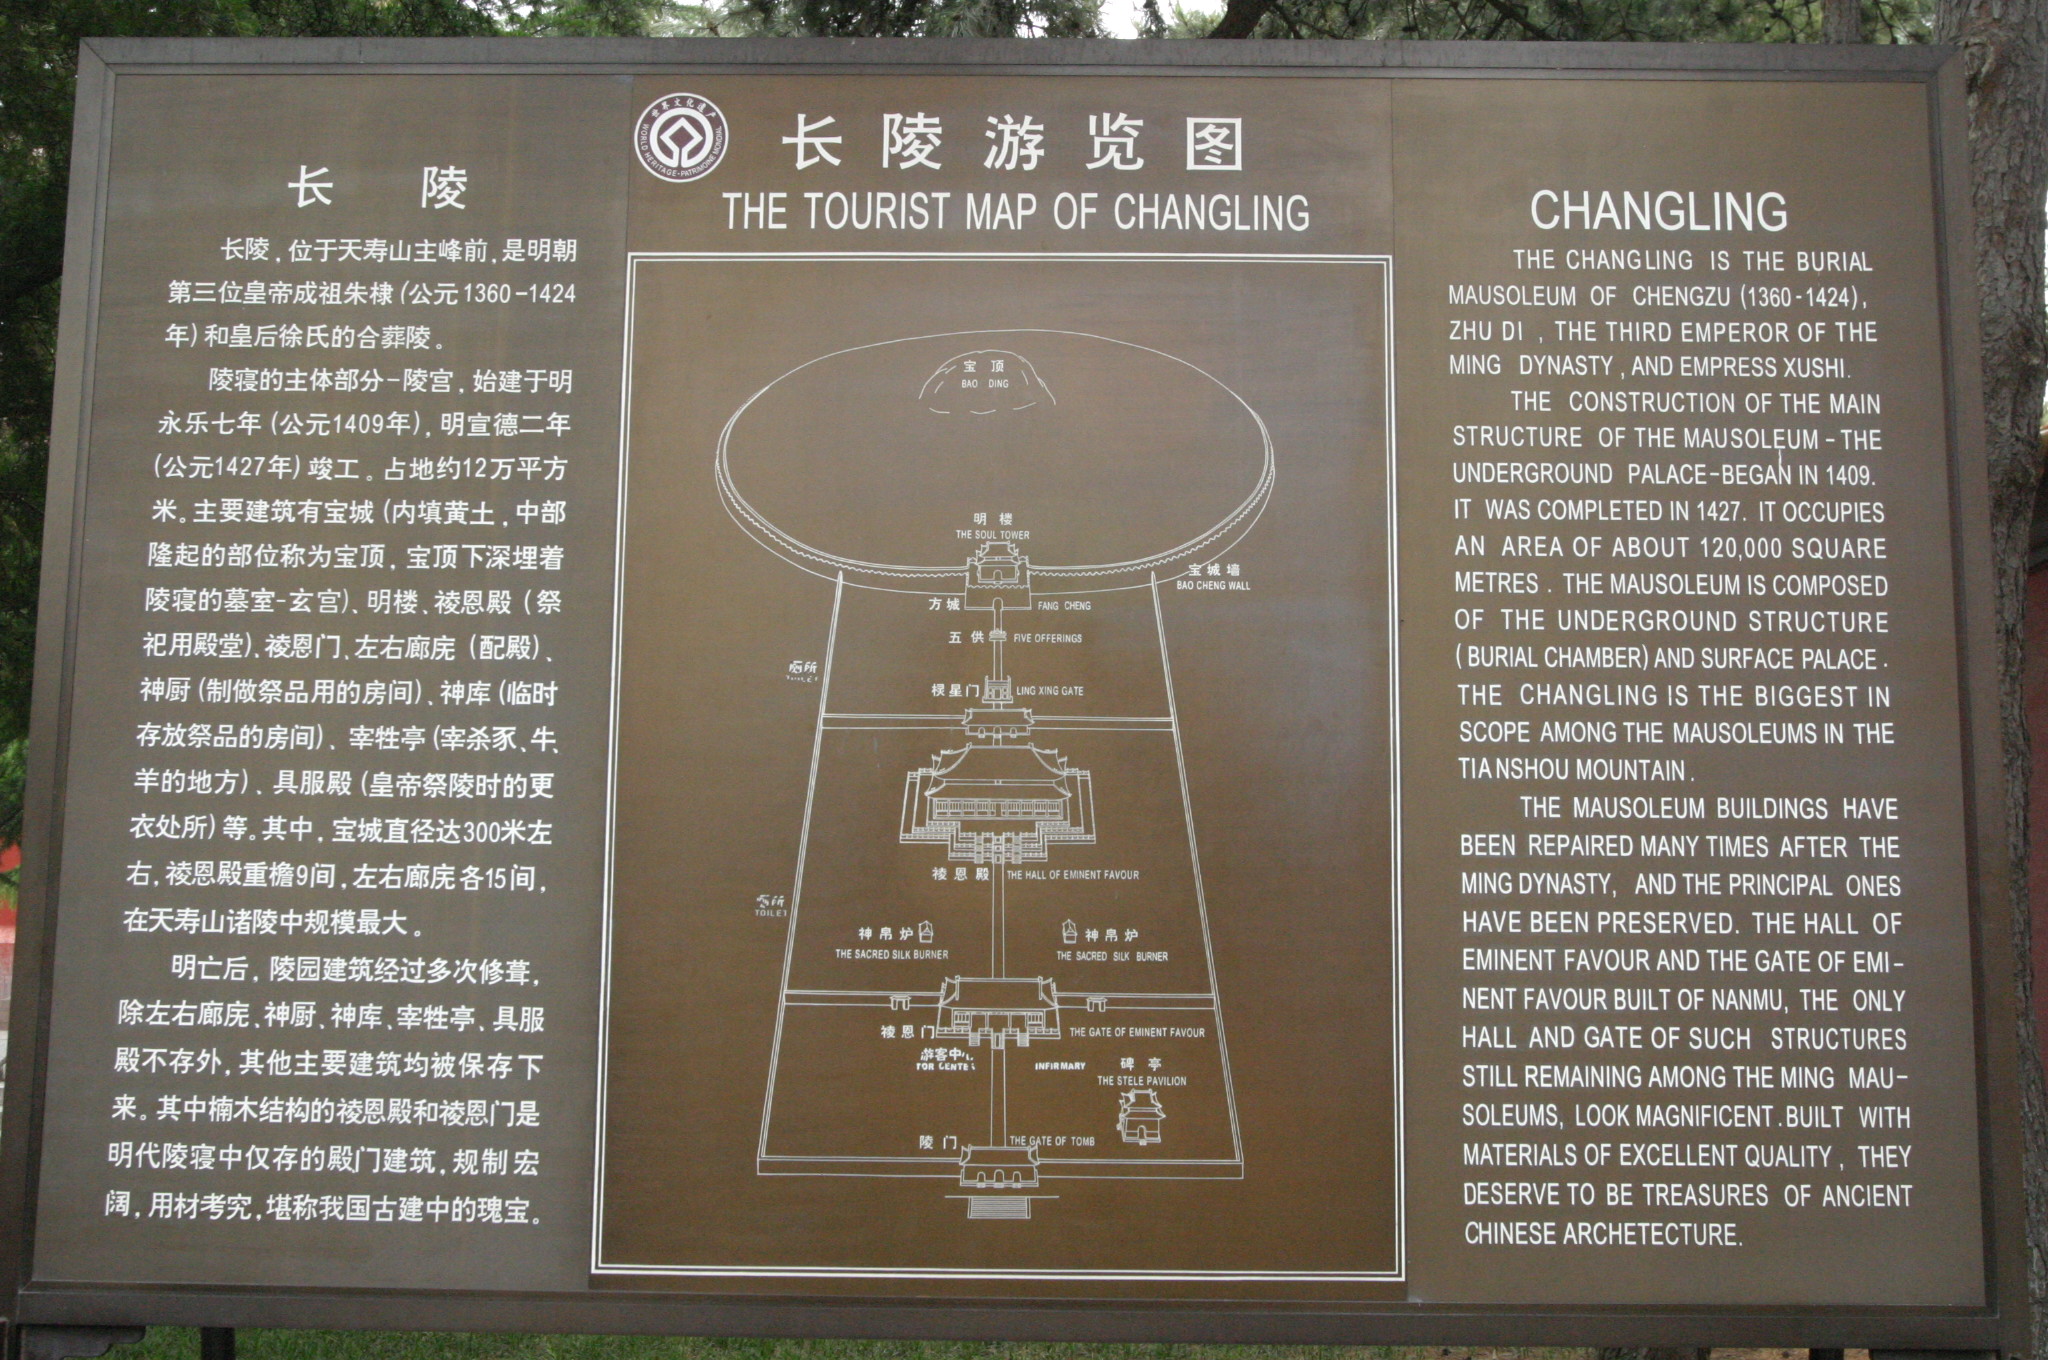 长 陵
长陵，位于天寿山主峰前，是明朝
第三位皇帝成祖朱棣(公元1360-1424
年)和皇后徐氏的合葬陵。
陵寝的主体部分-陵宫，始建于明
永乐七年(公元1409年)，明宣德二年
(公元1427年)竣工。占地约12万平方
米。主要建筑有宝城(内填黄土，中部
隆起的部位称为宝顶，宝顶下深埋着
陵寝的墓室-玄宫)、明楼、祾恩殿(祭
祀用殿堂)、祾恩门、左右廊庑(配殿)、
神厨(制做祭品用的房间)、神库(临时
存放祭品的房间)、宰牲亭(宰杀豕、牛、
羊的地方)、具服殿(皇帝祭陵时的更
衣处所)等。其中，宝城直径达300米左
右，祾恩殿重檐9间，左右廊庑各15间，
在天寿山诸陵中规模最大。
明亡后，陵园建筑经过多次修葺，
除左右廊庑、神厨、神库、宰牲亭、具服
殿不存外，其他主要建筑均被保存下
来。其中楠木结构的祾恩殿和祾恩门是
明代陵寝中仅存的殿门建筑，规制宏
阔，用材考究，堪称我国古建中的瑰宝。
世界文化遗产
WORLD HERITAGE-PATRIMOINE MONDIAL
长陵游览图
THE TOURIST MAP OF CHANGLING
宝 顶
BAO DING
明 楼
THE SOUL TOWER
宝城墙
BAO CHENG WALL
方城
FANG CHENG
五供
FIVE OFFERINGS
厕所
TOILET
棂星门
LING XING GATE
祾恩殿
THE HALL OF EMINENT FAVOUR
厕所
TOILET
神帛炉
THE SACRED SILK BURNER
神帛炉
THE SACRED SILK BURNER
祾恩门
THE GATE OF EMINENT FAVOUR
游客中心
INFIRMARY
碑 亭
THE STELE PAVILION
陵门
THE GATE OF TOMB
CHANGLING
THE CHANGLING IS THE BURIAL
MAUSOLEUM OF CHENGZU (1360-1424),
ZHU DI , THE THIRD EMPEROR OF THE
MING DYNASTY , AND EMPRESS XUSHI.
THE CONSTRUCTION OF THE MAIN
STRUCTURE OF THE MAUSOLEUM - THE
UNDERGROUND PALACE-BEGAN IN 1409.
IT WAS COMPLETED IN 1427. IT OCCUPIES
AN AREA OF ABOUT 120,000 SQUARE
METRES . THE MAUSOLEUM IS COMPOSED
OF THE UNDERGROUND STRUCTURE
( BURIAL CHAMBER) AND SURFACE PALACE .
THE CHANGLING IS THE BIGGEST IN
SCOPE AMONG THE MAUSOLEUMS IN THE
TIANSHOU MOUNTAIN .
THE MAUSOLEUM BUILDINGS HAVE
BEEN REPAIRED MANY TIMES AFTER THE
MING DYNASTY, AND THE PRINCIPAL ONES
HAVE BEEN PRESERVED. THE HALL OF
EMINENT FAVOUR AND THE GATE OF EMI-
NENT FAVOUR BUILT OF NANMU, THE ONLY
HALL AND GATE OF SUCH STRUCTURES
STILL REMAINING AMONG THE MING MAU-
SOLEUMS, LOOK MAGNIFICENT . BUILT WITH
MATERIALS OF EXCELLENT QUALITY , THEY
DESERVE TO BE TREASURES OF ANCIENT
CHINESE ARCHETECTURE.